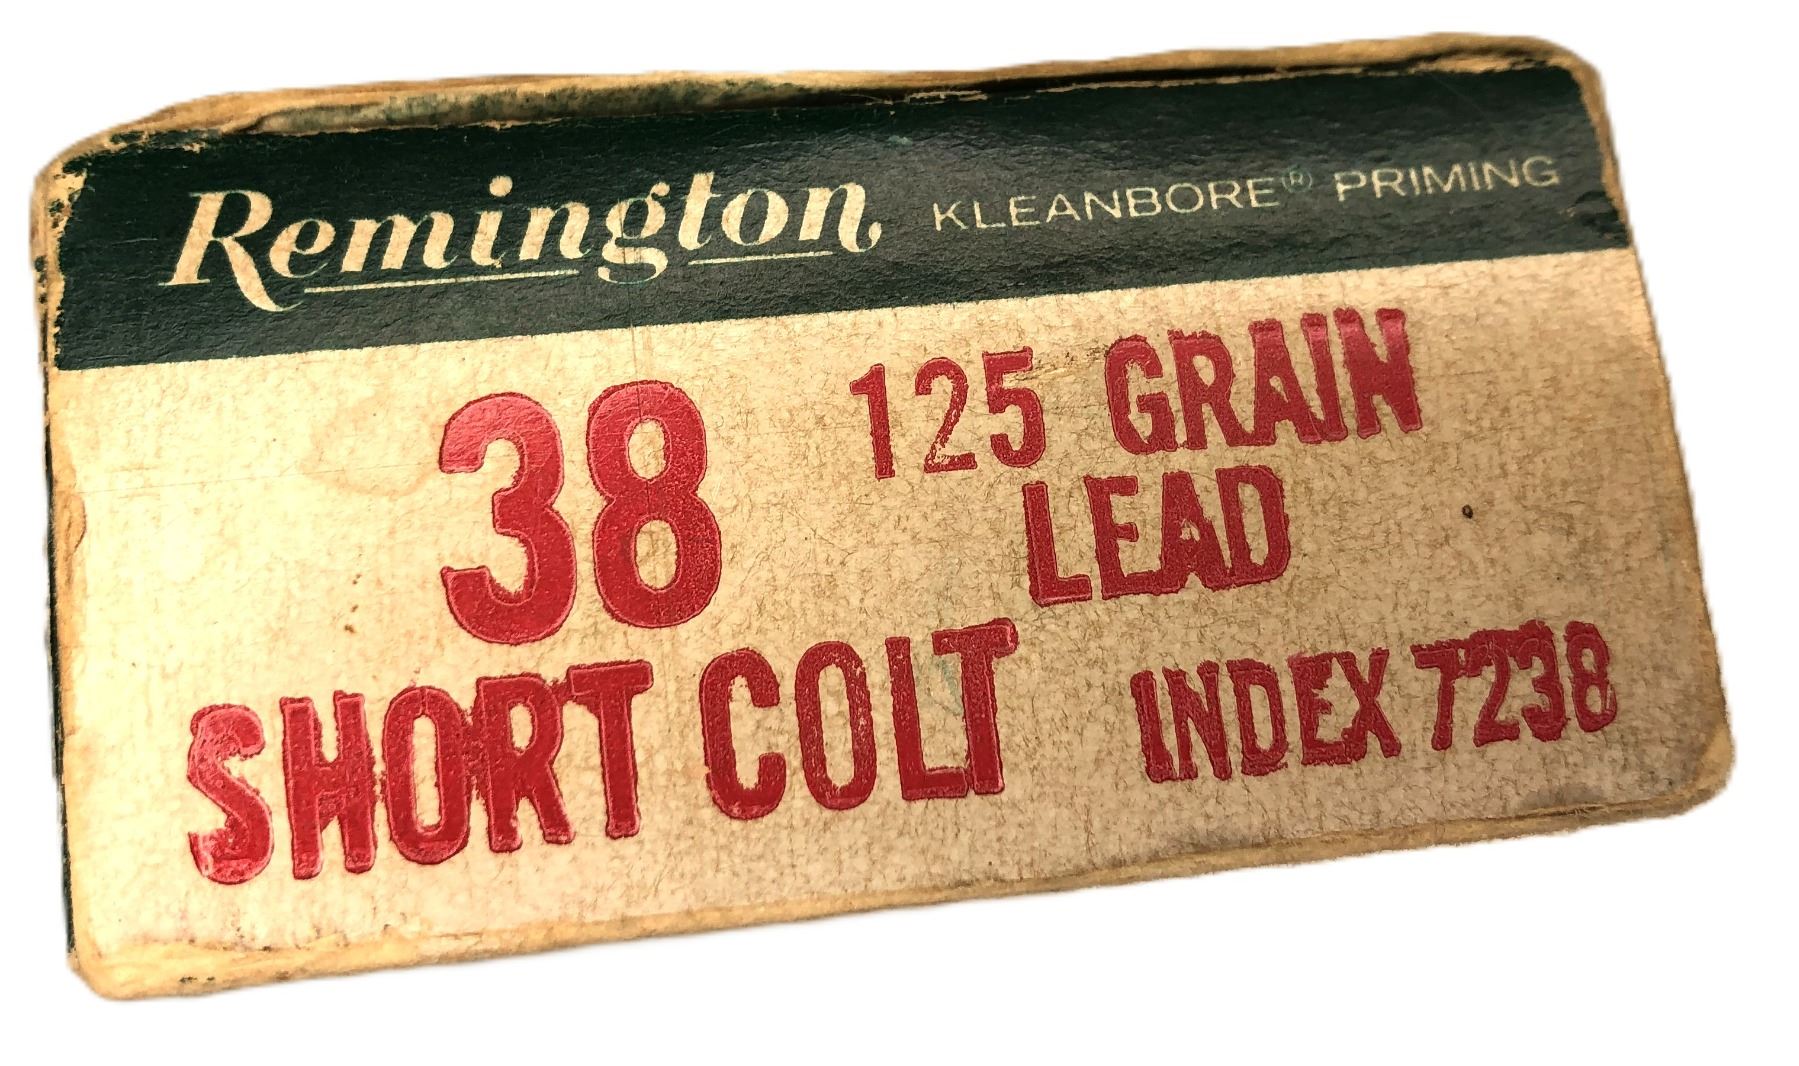 Remington KLEANBORE® PRIMING
38 125 GRAIN
LEAD
SHORT COLT INDEX 7238